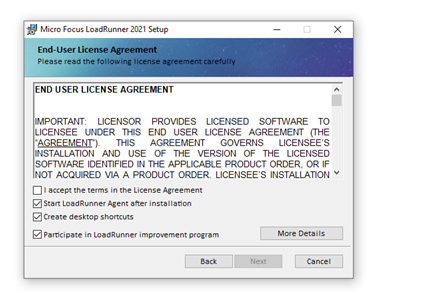 Micro Focus LoadRunner 2021 Setup
End-User License Agreement
Please read the following license agreement carefully
END USER LICENSE AGREEMENT
IMPORTANT: LICENSOR PROVIDES LICENSED SOFTWARE TO
LICENSEE UNDER THIS END USER LICENSE AGREEMENT (THE
“AGREEMENT”). THIS AGREEMENT GOVERNS LICENSEE’S
INSTALLATION AND USE OF THE VERSION OF THE LICENSED
SOFTWARE IDENTIFIED IN THE APPLICABLE PRODUCT ORDER, OR IF
NOT ACQUIRED VIA A PRODUCT ORDER. LICENSEE’S INSTALLATION
I accept the terms in the License Agreement
Start LoadRunner Agent after installation
Create desktop shortcuts
Participate in LoadRunner improvement program
More Details
Back Next Cancel